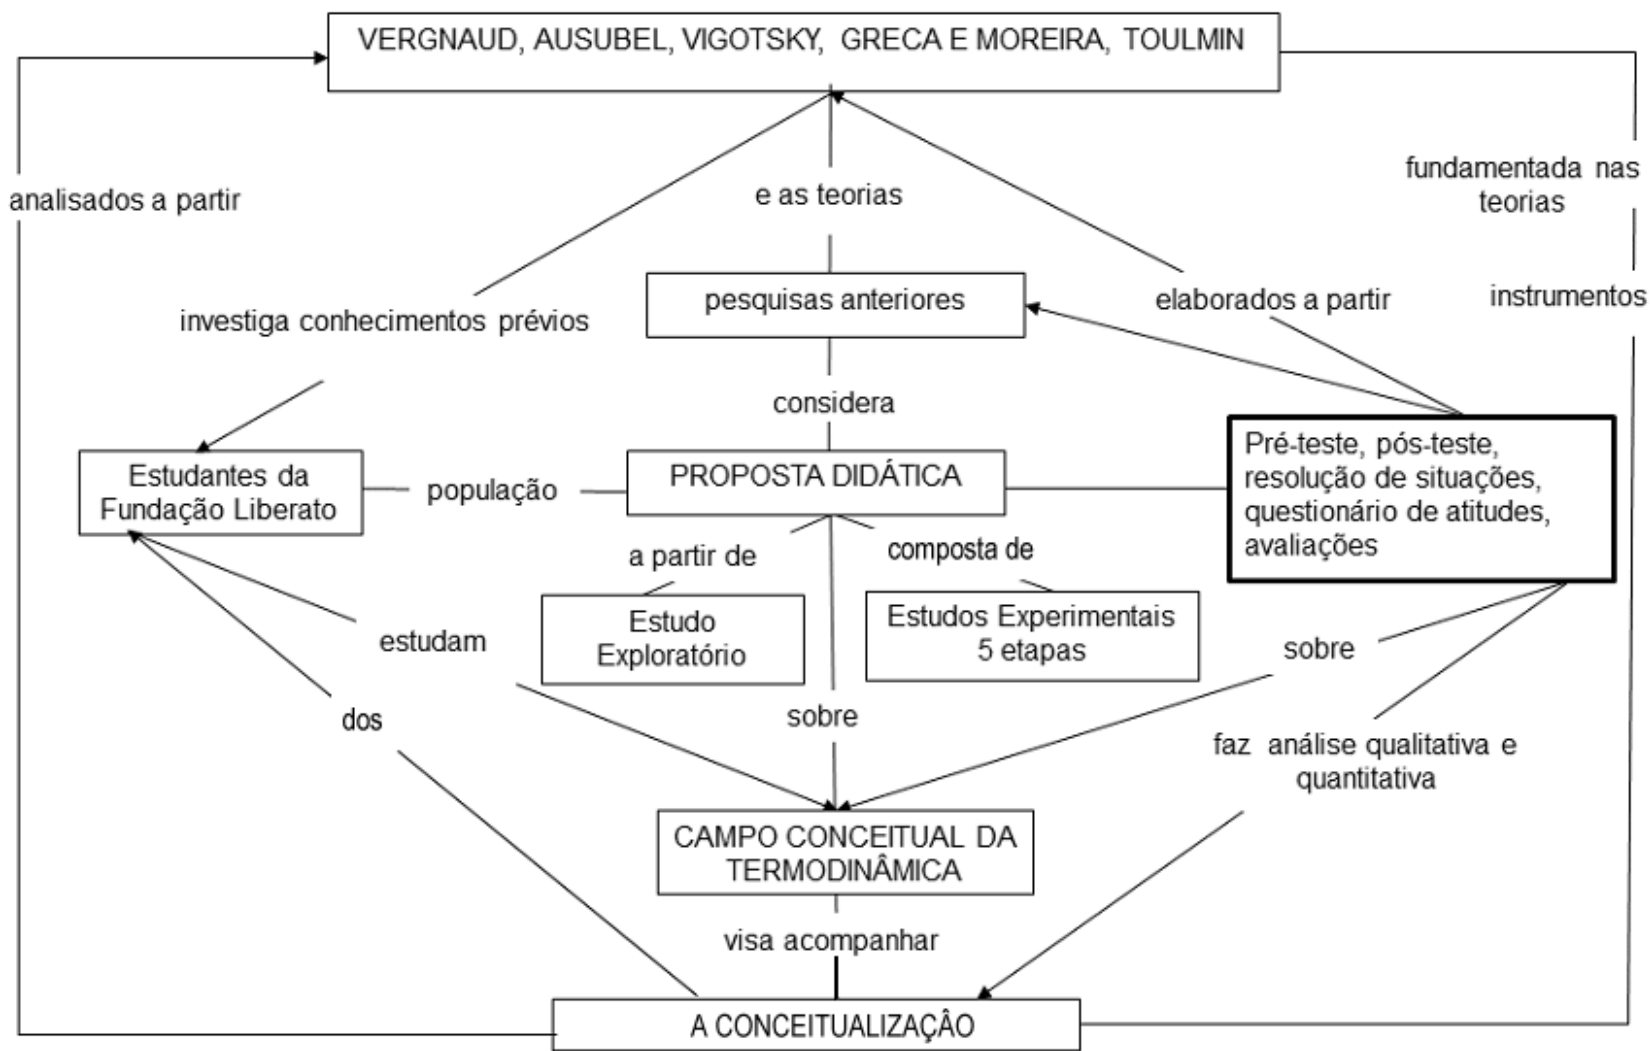 VERGNAUD, AUSUBEL, VIGOTSKY, GRECA E MOREIRA, TOULMIN
analisados a partir
e as teorias
fundamentada nas
teorias
pesquisas anteriores
elaborados a partir
instrumentos
investiga conhecimentos prévios
considera
Estudantes da
Fundação Liberato
população
PROPOSTA DIDÁTICA
Pré-teste, pós-teste,
resolução de situações,
questionário de atitudes,
avaliações
a partir de
composta de
Estudo
Exploratório
Estudos Experimentais
5 etapas
estudam
sobre
dos
sobre
faz análise qualitativa e
quantitativa
CAMPO CONCEITUAL DA
TERMODINÂMICA
visa acompanhar
A CONCEITUALIZAÇÂO